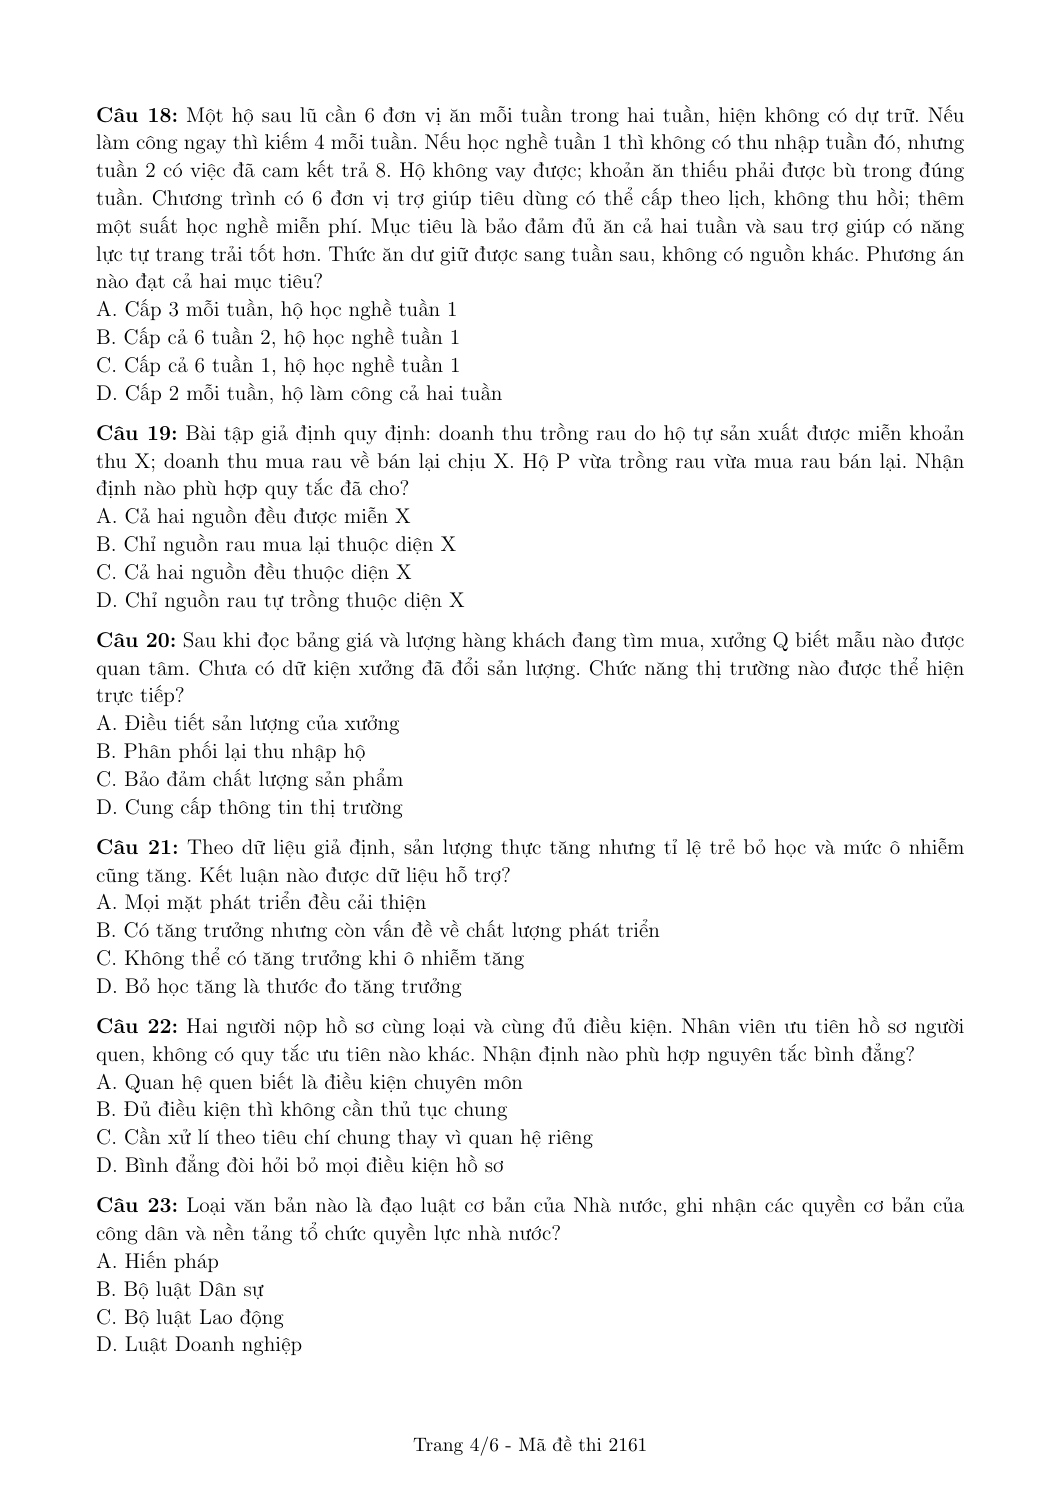 Câu 18: Một hộ sau lũ cần 6 đơn vị ăn mỗi tuần trong hai tuần, hiện không có dự trữ. Nếu
làm công ngay thì kiếm 4 mỗi tuần. Nếu học nghề tuần 1 thì không có thu nhập tuần đó, nhưng
tuần 2 có việc đã cam kết trả 8. Hộ không vay được; khoản ăn thiếu phải được bù trong đúng
tuần. Chương trình có 6 đơn vị trợ giúp tiêu dùng có thể cấp theo lịch, không thu hồi; thêm
một suất học nghề miễn phí. Mục tiêu là bảo đảm đủ ăn cả hai tuần và sau trợ giúp có năng
lực tự trang trải tốt hơn. Thức ăn dư giữ được sang tuần sau, không có nguồn khác. Phương án
nào đạt cả hai mục tiêu?
A. Cấp 3 mỗi tuần, hộ học nghề tuần 1
B. Cấp cả 6 tuần 2, hộ học nghề tuần 1
C. Cấp cả 6 tuần 1, hộ học nghề tuần 1
D. Cấp 2 mỗi tuần, hộ làm công cả hai tuần
Câu 19: Bài tập giả định quy định: doanh thu trồng rau do hộ tự sản xuất được miễn khoản
thu X; doanh thu mua rau về bán lại chịu X. Hộ P vừa trồng rau vừa mua rau bán lại. Nhận
định nào phù hợp quy tắc đã cho?
A. Cả hai nguồn đều được miễn X
B. Chỉ nguồn rau mua lại thuộc diện X
C. Cả hai nguồn đều thuộc diện X
D. Chỉ nguồn rau tự trồng thuộc diện X
Câu 20: Sau khi đọc bảng giá và lượng hàng khách đang tìm mua, xưởng Q biết mẫu nào được
quan tâm. Chưa có dữ kiện xưởng đã đổi sản lượng. Chức năng thị trường nào được thể hiện
trực tiếp?
A. Điều tiết sản lượng của xưởng
B. Phân phối lại thu nhập hộ
C. Bảo đảm chất lượng sản phẩm
D. Cung cấp thông tin thị trường
Câu 21: Theo dữ liệu giả định, sản lượng thực tăng nhưng tỉ lệ trẻ bỏ học và mức ô nhiễm
cũng tăng. Kết luận nào được dữ liệu hỗ trợ?
A. Mọi mặt phát triển đều cải thiện
B. Có tăng trưởng nhưng còn vấn đề về chất lượng phát triển
C. Không thể có tăng trưởng khi ô nhiễm tăng
D. Bỏ học tăng là thước đo tăng trưởng
Câu 22: Hai người nộp hồ sơ cùng loại và cùng đủ điều kiện. Nhân viên ưu tiên hồ sơ người
quen, không có quy tắc ưu tiên nào khác. Nhận định nào phù hợp nguyên tắc bình đẳng?
A. Quan hệ quen biết là điều kiện chuyên môn
B. Đủ điều kiện thì không cần thủ tục chung
C. Cần xử lí theo tiêu chí chung thay vì quan hệ riêng
D. Bình đẳng đòi hỏi bỏ mọi điều kiện hồ sơ
Câu 23: Loại văn bản nào là đạo luật cơ bản của Nhà nước, ghi nhận các quyền cơ bản của
công dân và nền tảng tổ chức quyền lực nhà nước?
A. Hiến pháp
B. Bộ luật Dân sự
C. Bộ luật Lao động
D. Luật Doanh nghiệp
Trang 4/6 - Mã đề thi 2161